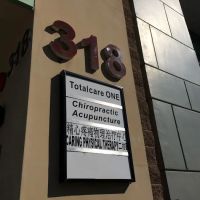 318
Totalcare ONE
Chiropractic
Acupuncture
CARING PHYSICAL THERAPY